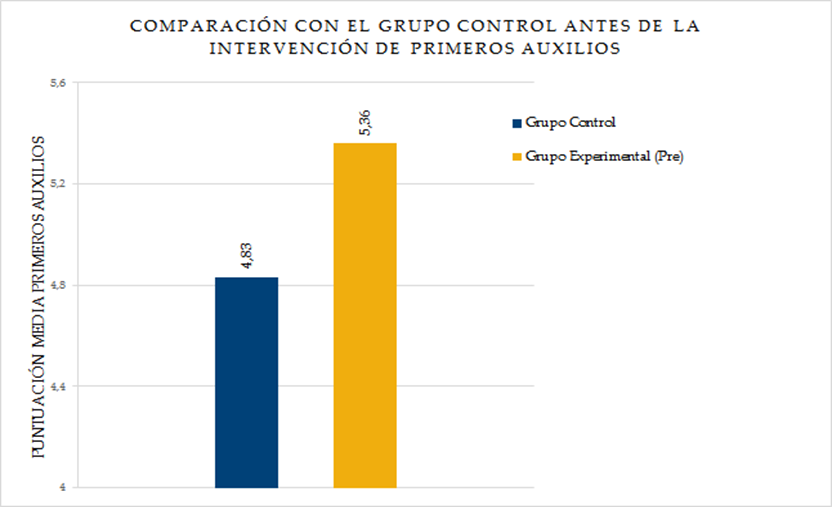 COMPARACIÓN CON EL GRUPO CONTROL ANTES DE LA
INTERVENCIÓN DE PRIMEROS AUXILIOS
PUNTUACIÓN MEDIA PRIMEROS AUXILIOS
5,6
5,2
4,8
4,4
4
4,83
5,36
Grupo Control
Grupo Experimental (Pre)